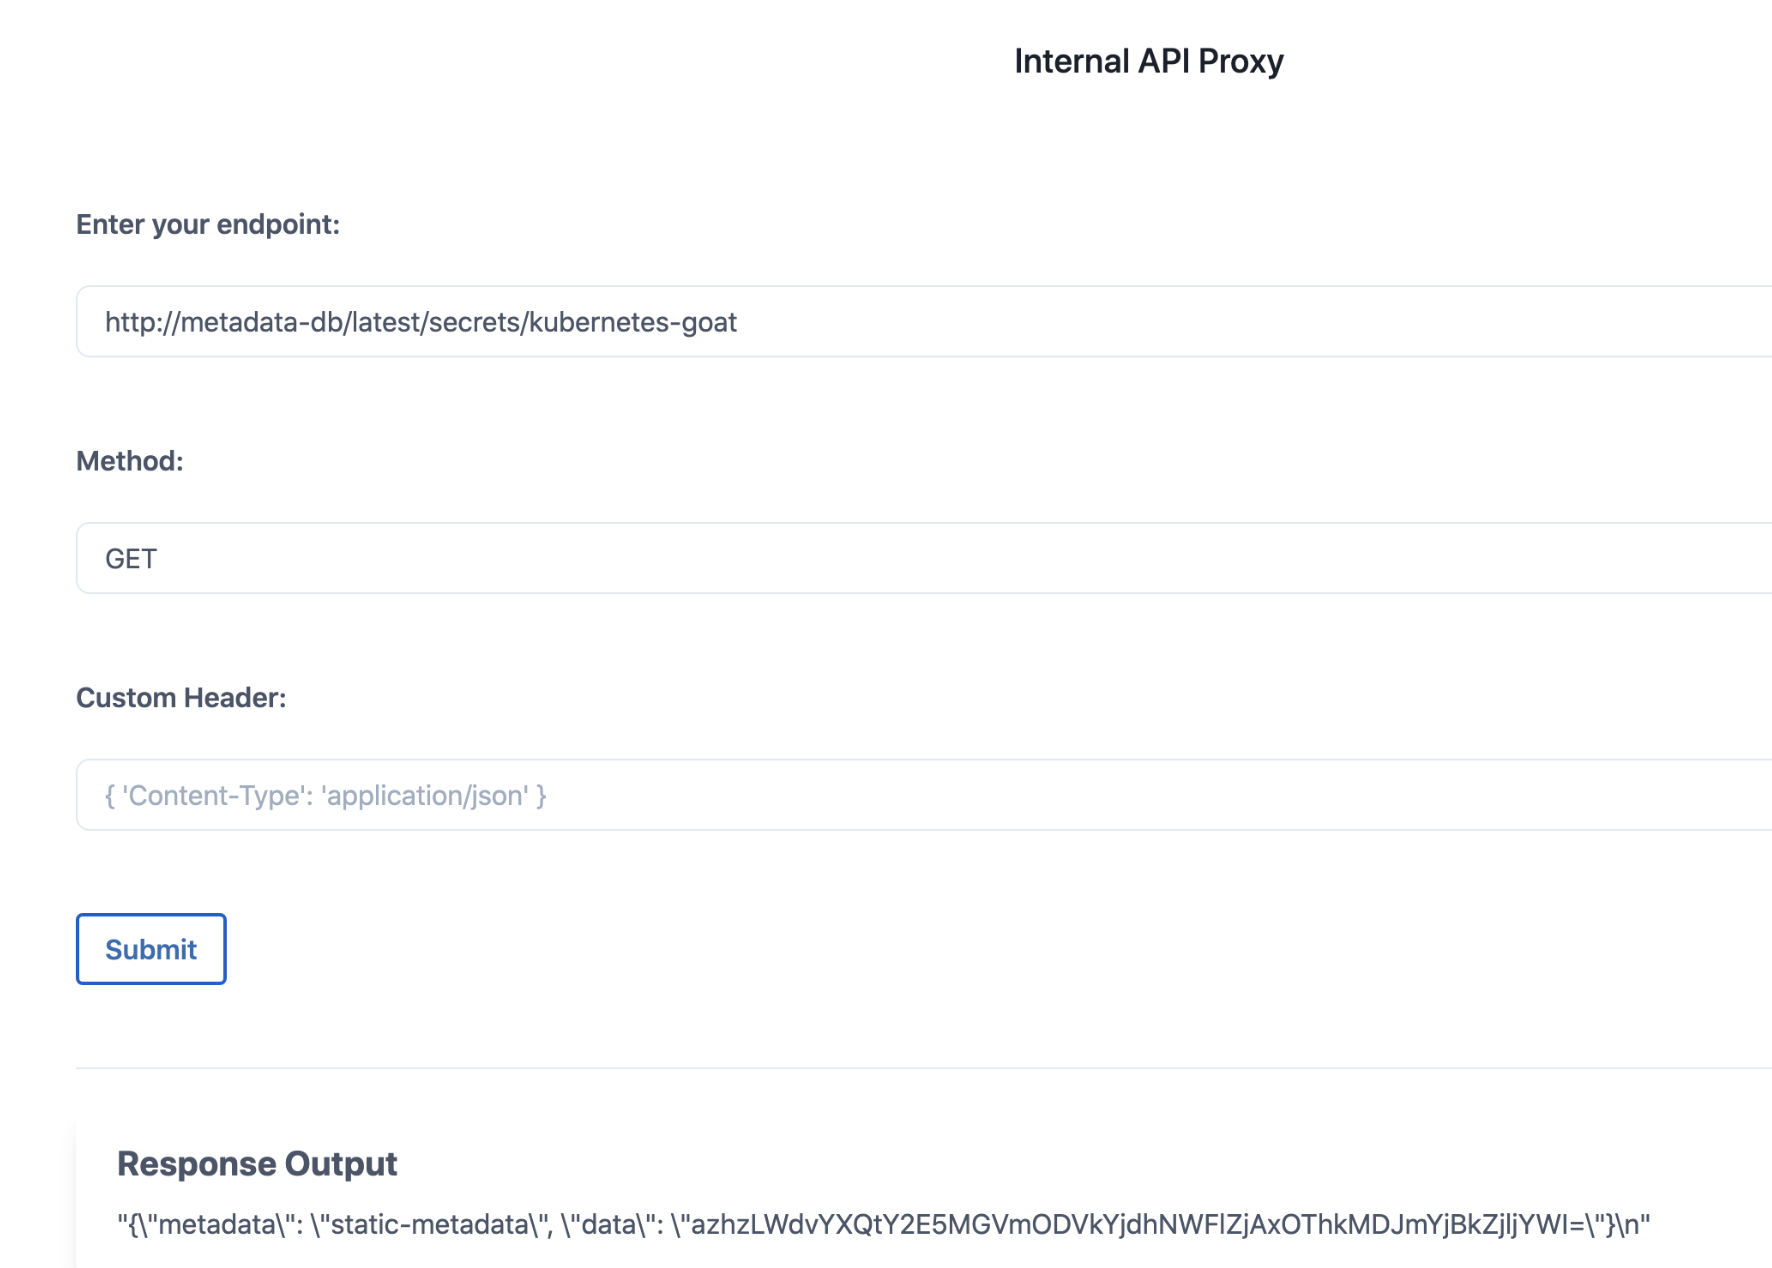 Internal API Proxy
Enter your endpoint:
http://metadata-db/latest/secrets/kubernetes-goat
Method:
GET
Custom Header:
{ 'Content-Type': 'application/json' }
Submit
Response Output
"{\"metadata\": \"static-metadata\", \"data\": \"azhzLWdvYXQtY2E5MGVmODVkYjdhNWFlZjAxOThkMDJmYjBkZjljYWI=\"}\n"